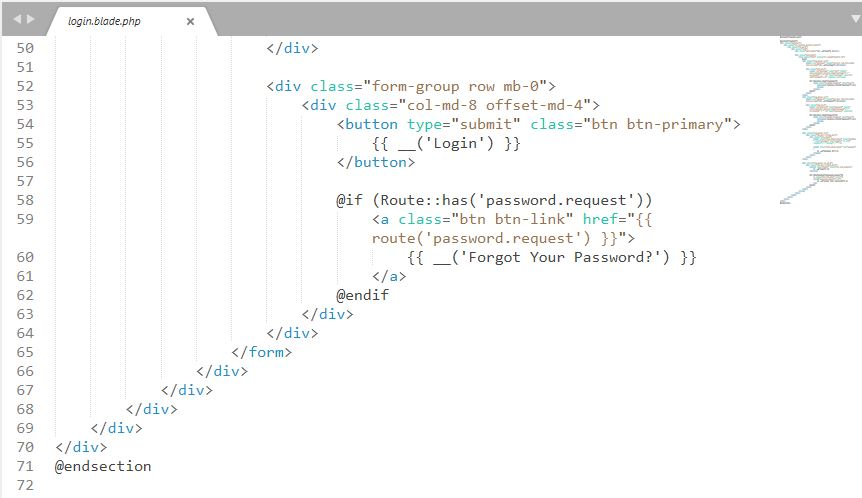 login.blade.php
50 </div>
51
52 <div class="form-group row mb-0">
53 <div class="col-md-8 offset-md-4">
54 <button type="submit" class="btn btn-primary">
55 {{ __('Login') }}
56 </button>
57
58 @if (Route::has('password.request'))
59 <a class="btn btn-link" href="{{
route('password.request') }}">
60 {{ __('Forgot Your Password?') }}
61 </a>
62 @endif
63 </div>
64 </div>
65 </form>
66 </div>
67 </div>
68 </div>
69 </div>
70 </div>
71 @endsection
72